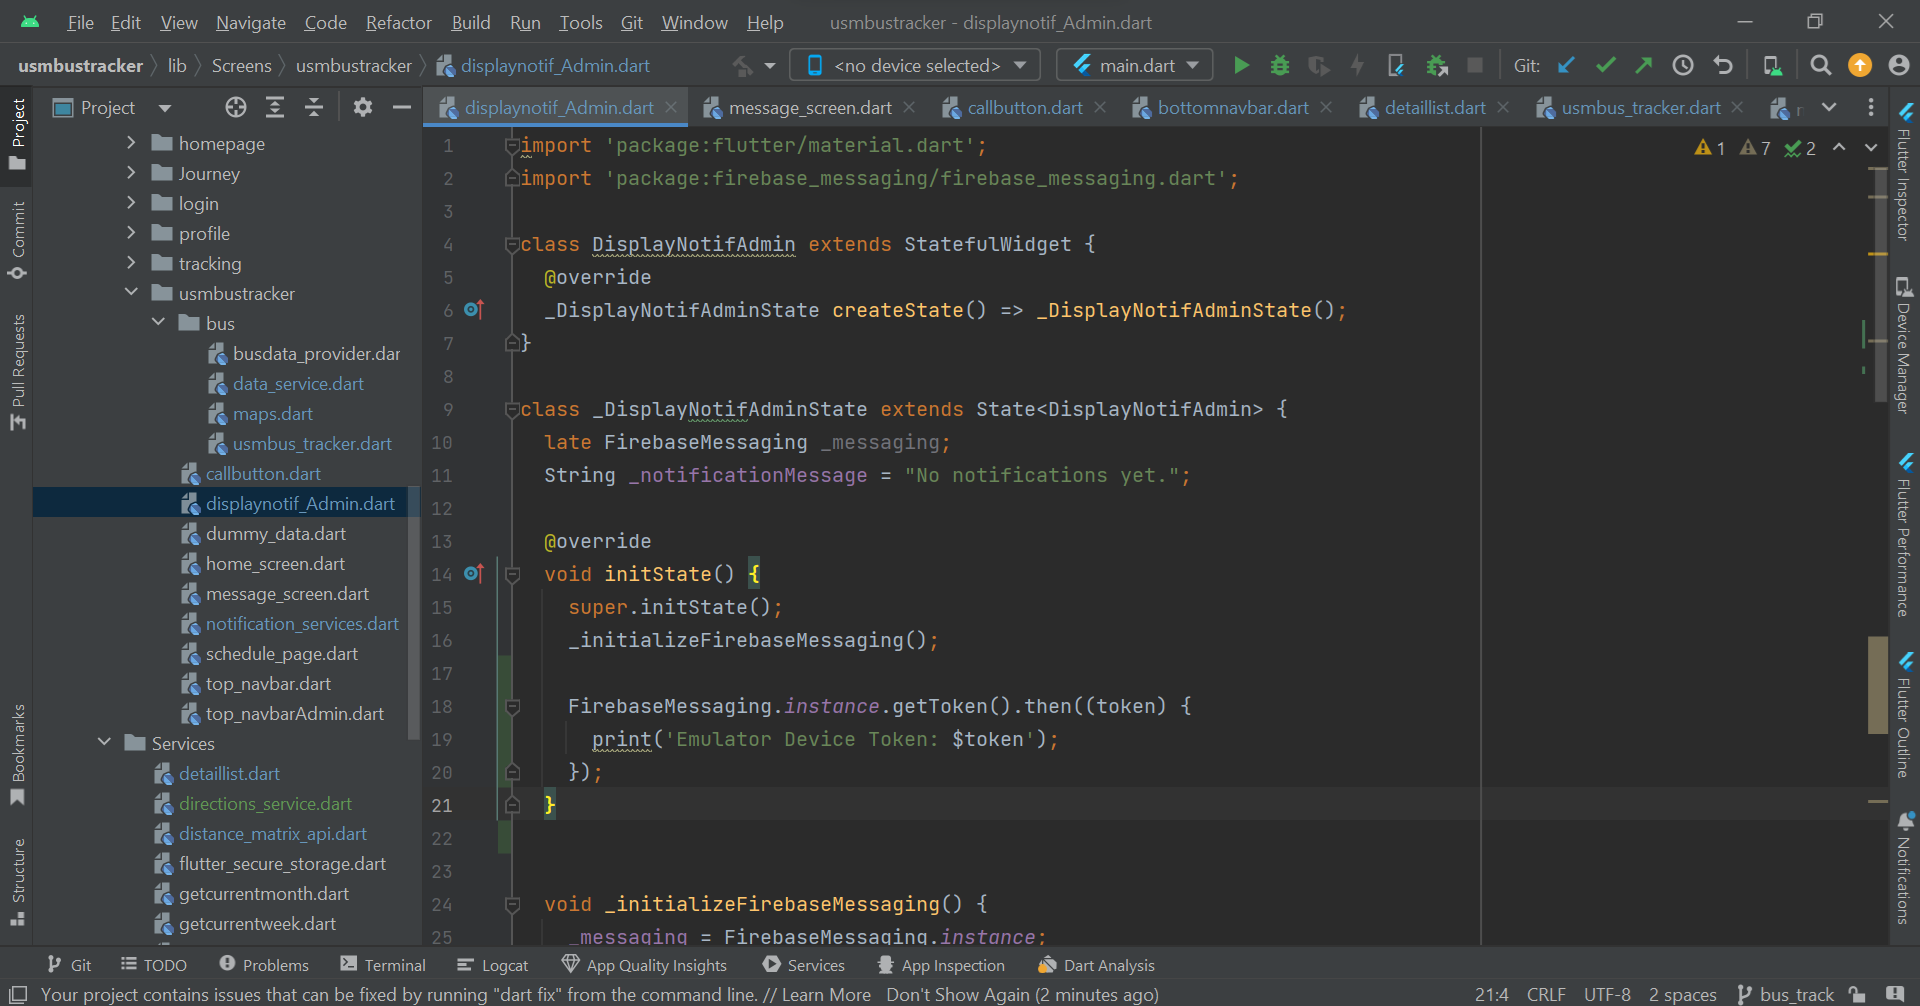 File Edit View Navigate Code Refactor Build Run Tools Git Window Help usmbustracker - displaynotif_Admin.dart
usmbustracker lib Screens usmbustracker displaynotif_Admin.dart <no device selected> main.dart Git:
Project
displaynotif_Admin.dart message_screen.dart callbutton.dart bottomnavbar.dart detaillist.dart usmbus_tracker.dart r
Project
Commit
Pull Requests
Bookmarks
Structure
homepage
Journey
login
profile
tracking
usmbustracker
bus
busdata_provider.dar
data_service.dart
maps.dart
usmbus_tracker.dart
callbutton.dart
displaynotif_Admin.dart
dummy_data.dart
home_screen.dart
message_screen.dart
notification_services.dart
schedule_page.dart
top_navbar.dart
top_navbarAdmin.dart
Services
detaillist.dart
directions_service.dart
distance_matrix_api.dart
flutter_secure_storage.dart
getcurrentmonth.dart
getcurrentweek.dart
1 7 2
1 import 'package:flutter/material.dart';
2 import 'package:firebase_messaging/firebase_messaging.dart';
3
4 class DisplayNotifAdmin extends StatefulWidget {
5 @override
6 _DisplayNotifAdminState createState() => _DisplayNotifAdminState();
7 }
8
9 class _DisplayNotifAdminState extends State<DisplayNotifAdmin> {
10 late FirebaseMessaging _messaging;
11 String _notificationMessage = "No notifications yet.";
12
13 @override
14 void initState() {
15 super.initState();
16 _initializeFirebaseMessaging();
17
18 FirebaseMessaging.instance.getToken().then((token) {
19 print('Emulator Device Token: $token');
20 });
21 }
22
23
24 void _initializeFirebaseMessaging() {
25 _messaging = FirebaseMessaging.instance;
Flutter Inspector
Device Manager
Flutter Performance
Flutter Outline
Notifications
Git TODO Problems Terminal Logcat App Quality Insights Services App Inspection Dart Analysis
Your project contains issues that can be fixed by running "dart fix" from the command line. // Learn More Don't Show Again (2 minutes ago) 21:4 CRLF UTF-8 2 spaces bus_track